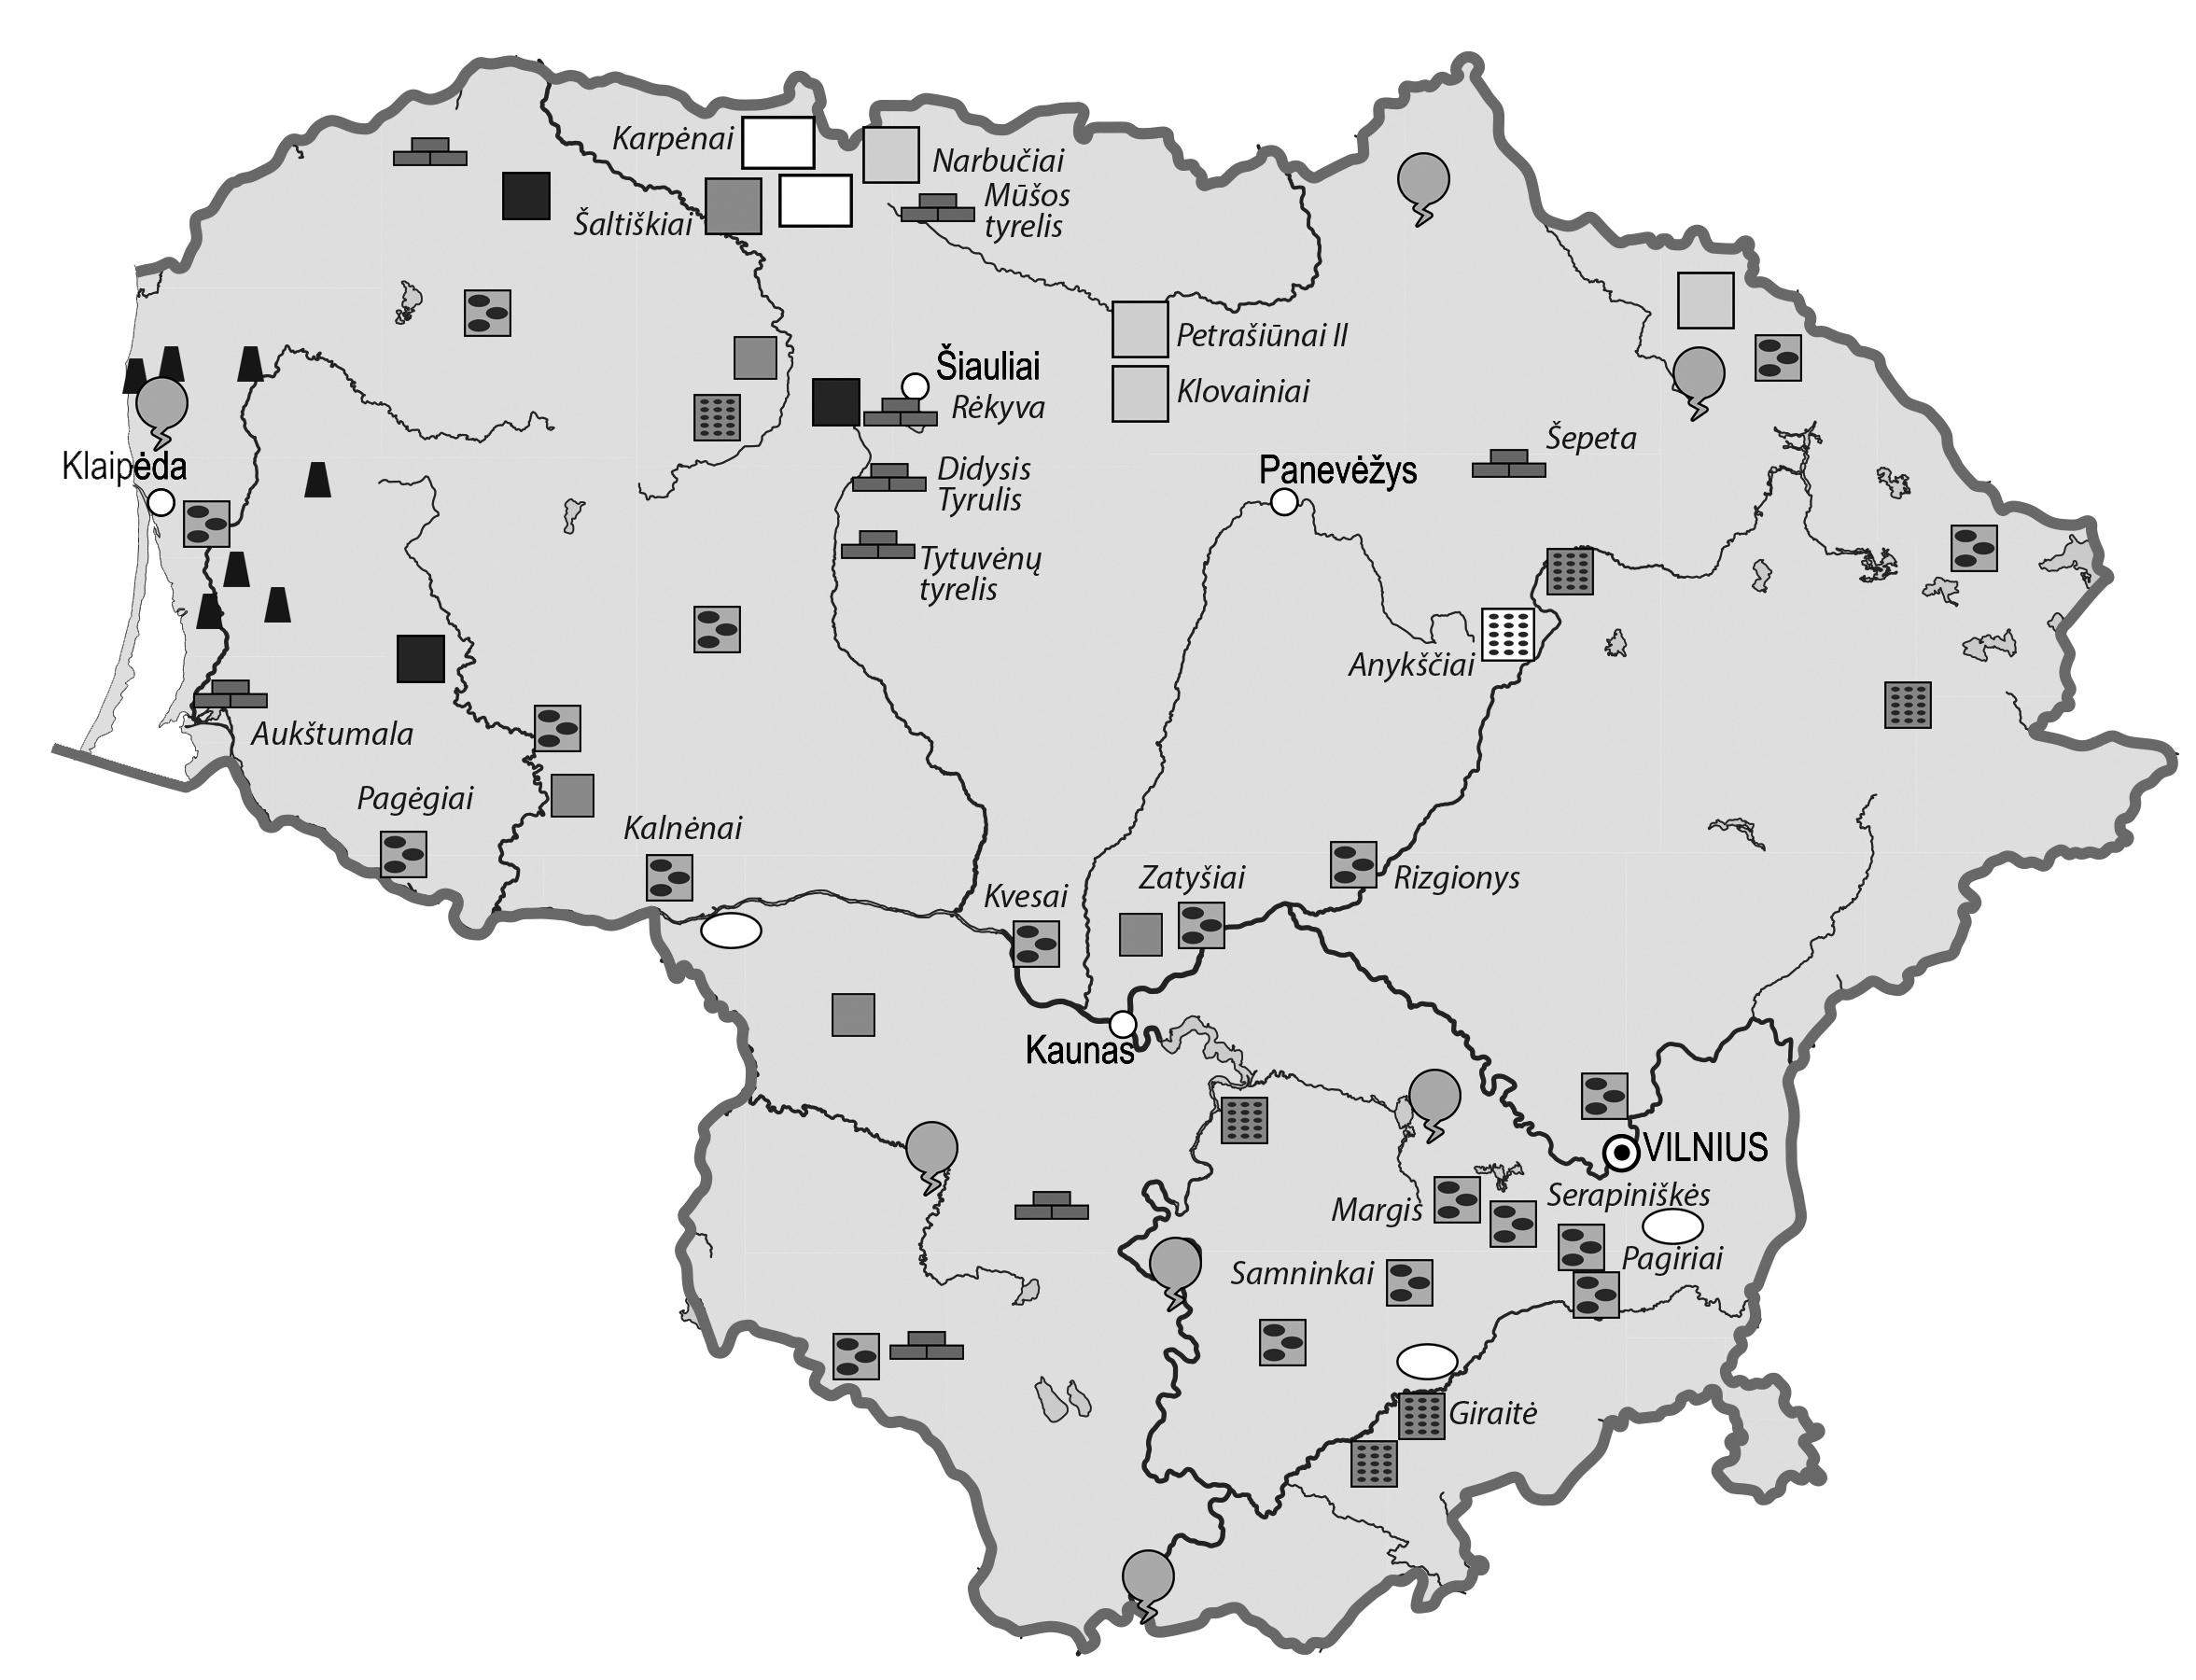 Karpėnai
Narbučiai
Mūšos
tyrelis
Šaltiškiai
Petrašiūnai II
Šiauliai
Klovainiai
Rėkyva
Šepeta
Klaipėda
Didysis
Tyrulis
Panevėžys
Tytuvėnų
tyrelis
Anykščiai
Aukštumala
Pagėgiai
Kalnėnai
Kvesai
Zatyšiai
Rizgionys
Kaunas
VILNIUS
Serapiniškės
Margis
Pagiriai
Samninkai
Giraitė